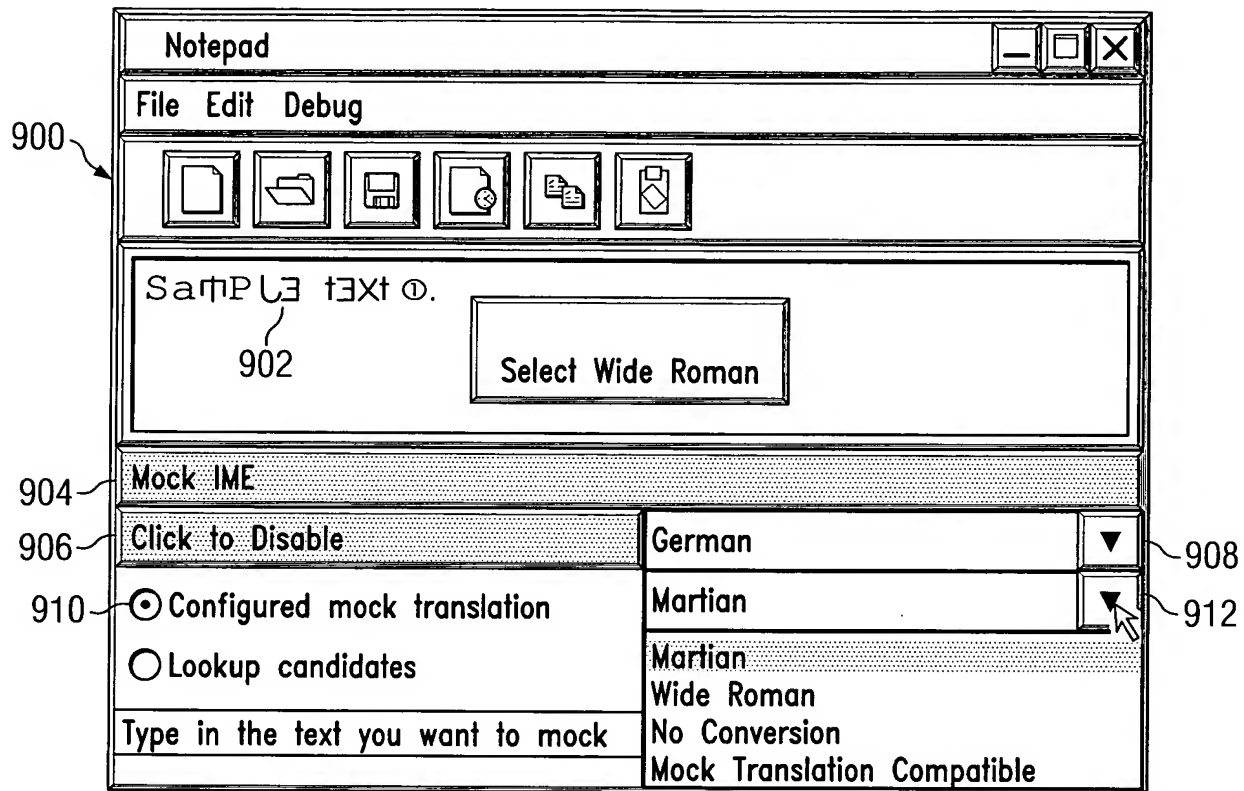 Notepad
File Edit Debug
900
SaмPLƎ tƎXt ①.
902
Select Wide Roman
904
Mock IME
906
Click to Disable
German
908
910
Configured mock translation
Martian
912
Lookup candidates
Martian
Wide Roman
No Conversion
Mock Translation Compatible
Type in the text you want to mock